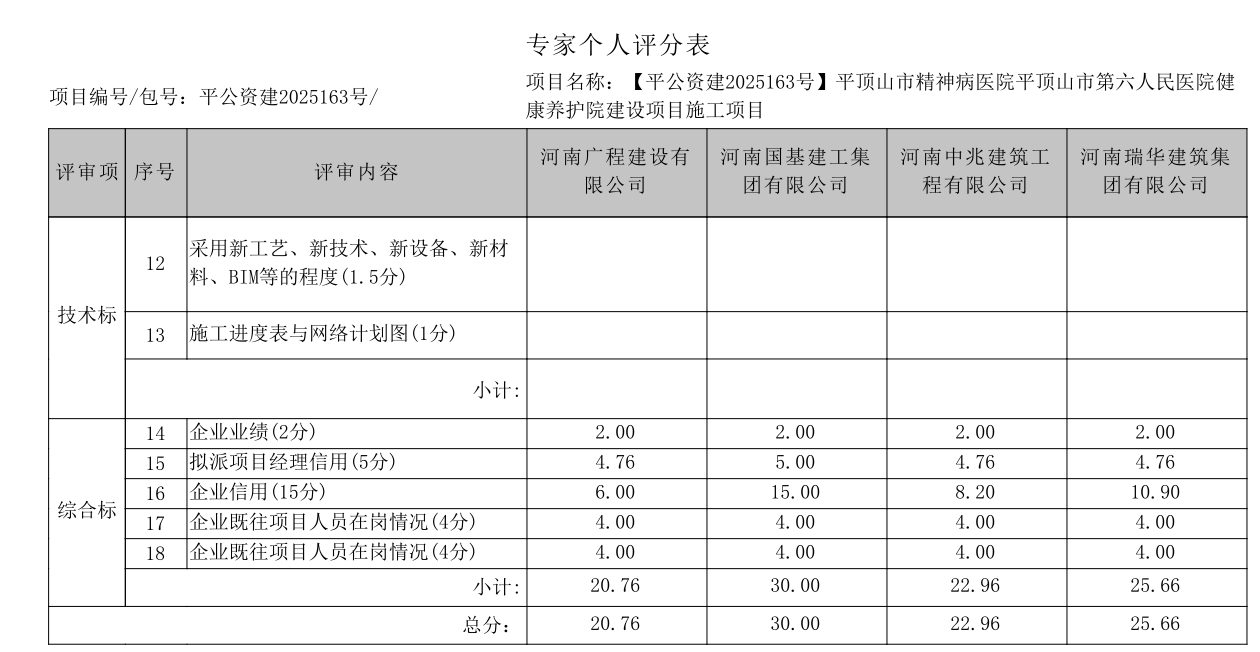 专家个人评分表
项目编号/包号：平公资建2025163号/
项目名称：【平公资建2025163号】平顶山市精神病医院平顶山市第六人民医院健
康养护院建设项目施工项目
评审项 序号 评审内容 河南广程建设有 河南国基建工集 河南中兆建筑工 河南瑞华建筑集
限公司 团有限公司 程有限公司 团有限公司
技术标
12 采用新工艺、新技术、新设备、新材
料、BIM等的程度(1.5分)
13 施工进度表与网络计划图(1分)
小计:
综合标
14 企业业绩(2分) 2.00 2.00 2.00 2.00
15 拟派项目经理信用(5分) 4.76 5.00 4.76 4.76
16 企业信用(15分) 6.00 15.00 8.20 10.90
17 企业既往项目人员在岗情况(4分) 4.00 4.00 4.00 4.00
18 企业既往项目人员在岗情况(4分) 4.00 4.00 4.00 4.00
小计: 20.76 30.00 22.96 25.66
总分： 20.76 30.00 22.96 25.66